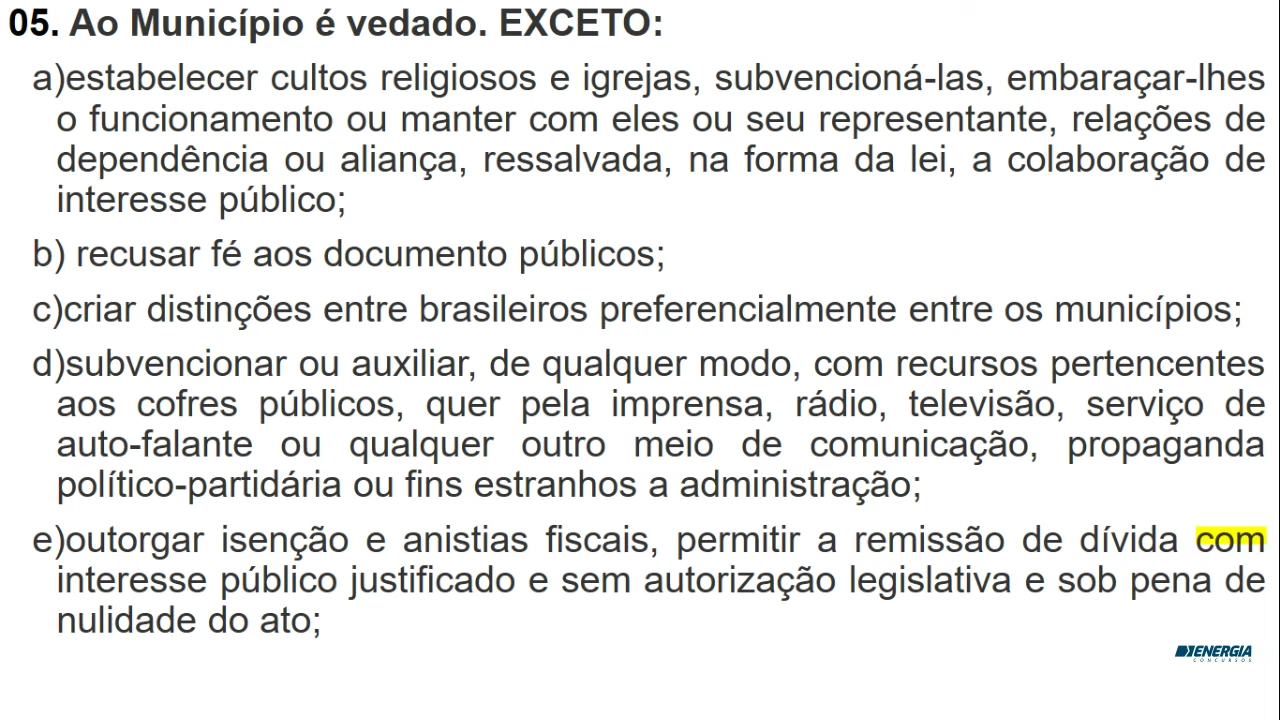 05. Ao Município é vedado. EXCETO:
a)estabelecer cultos religiosos e igrejas, subvencioná-las, embaraçar-lhes
o funcionamento ou manter com eles ou seu representante, relações de
dependência ou aliança, ressalvada, na forma da lei, a colaboração de
interesse público;
b) recusar fé aos documento públicos;
c)criar distinções entre brasileiros preferencialmente entre os municípios;
d)subvencionar ou auxiliar, de qualquer modo, com recursos pertencentes
aos cofres públicos, quer pela imprensa, rádio, televisão, serviço de
auto-falante ou qualquer outro meio de comunicação, propaganda
político-partidária ou fins estranhos a administração;
e)outorgar isenção e anistias fiscais, permitir a remissão de dívida com
interesse público justificado e sem autorização legislativa e sob pena de
nulidade do ato;
ENERGIA
CONCURSOS